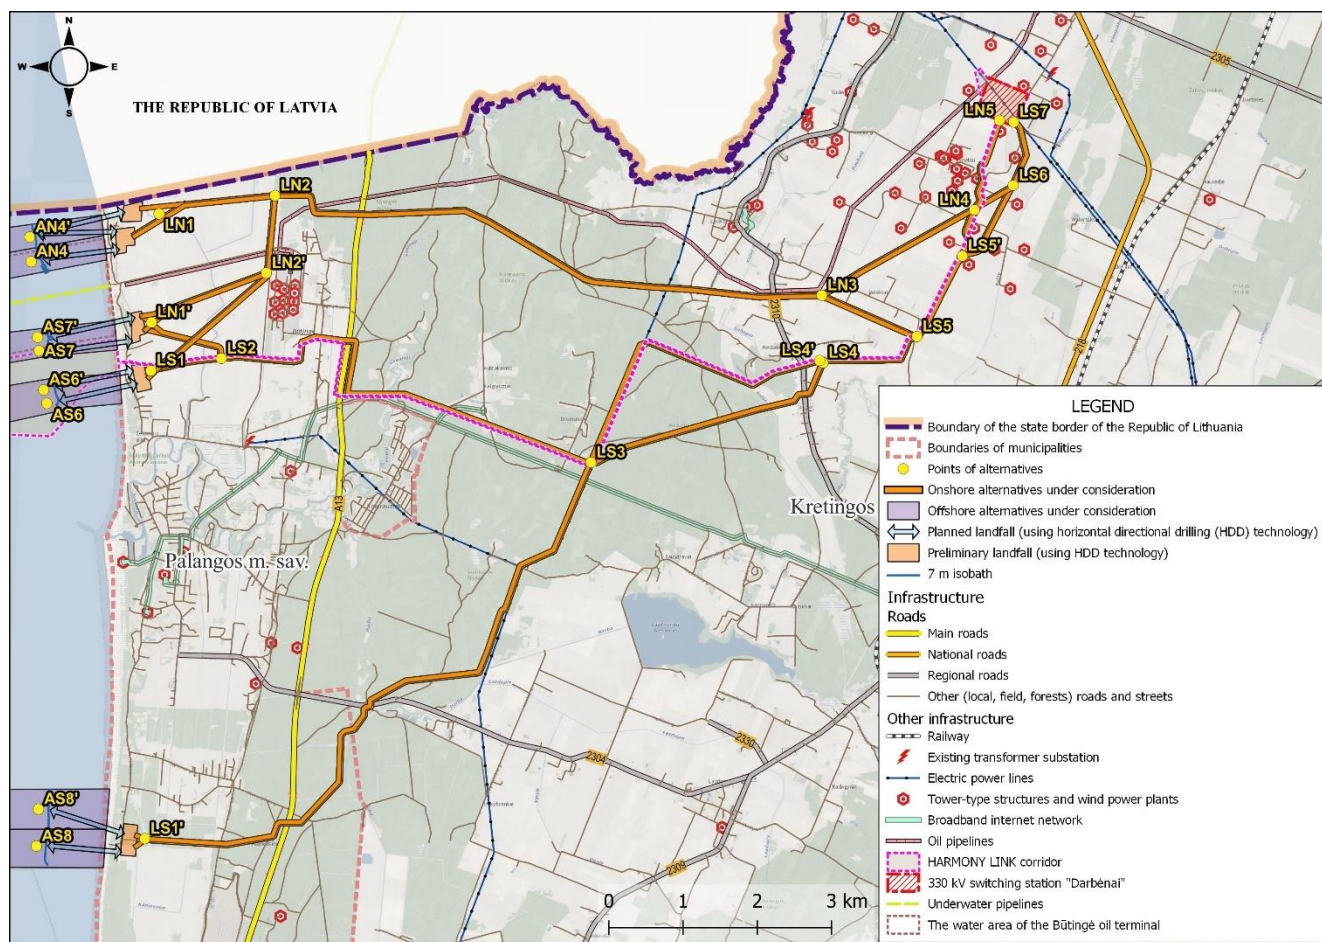 N
W E
S
THE REPUBLIC OF LATVIA
2305
LN5
LS7
LN2
LS6
AN4'
LN1
LN4
AN4
LS5'
LN2'
LN3
2310
218
AS7'
LN1'
LS5
AS7
LS1
LS2
LS4'
LS4
AS6'
AS6
LS3
A13
Kretingos
Palangos m. sav.
2330
2304
AS8'
LS1'
AS8
2309
0 1 2 3 km
LEGEND
Boundary of the state border of the Republic of Lithuania
Boundaries of municipalities
Points of alternatives
Onshore alternatives under consideration
Offshore alternatives under consideration
Planned landfall (using horizontal directional drilling (HDD) technology)
Preliminary landfall (using HDD technology)
7 m isobath
Infrastructure
Roads
Main roads
National roads
Regional roads
Other (local, field, forests) roads and streets
Other infrastructure
Railway
Existing transformer substation
Electric power lines
Tower-type structures and wind power plants
Broadband internet network
Oil pipelines
HARMONY LINK corridor
330 kV switching station "Darbėnai"
Underwater pipelines
The water area of the Būtingė oil terminal